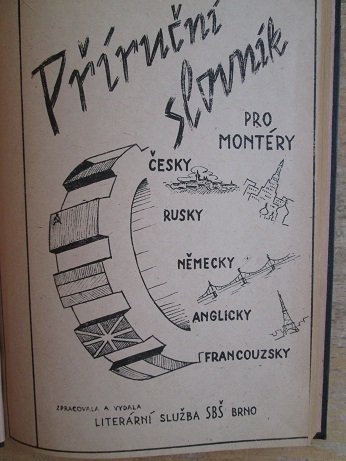 Příruční
slovník
PRO
MONTÉRY
ČESKY
RUSKY
NĚMECKY
ANGLICKY
FRANCOUZSKY
ZPRACOVALA A VYDALA
LITERÁRNÍ SLUŽBA SBŠ BRNO